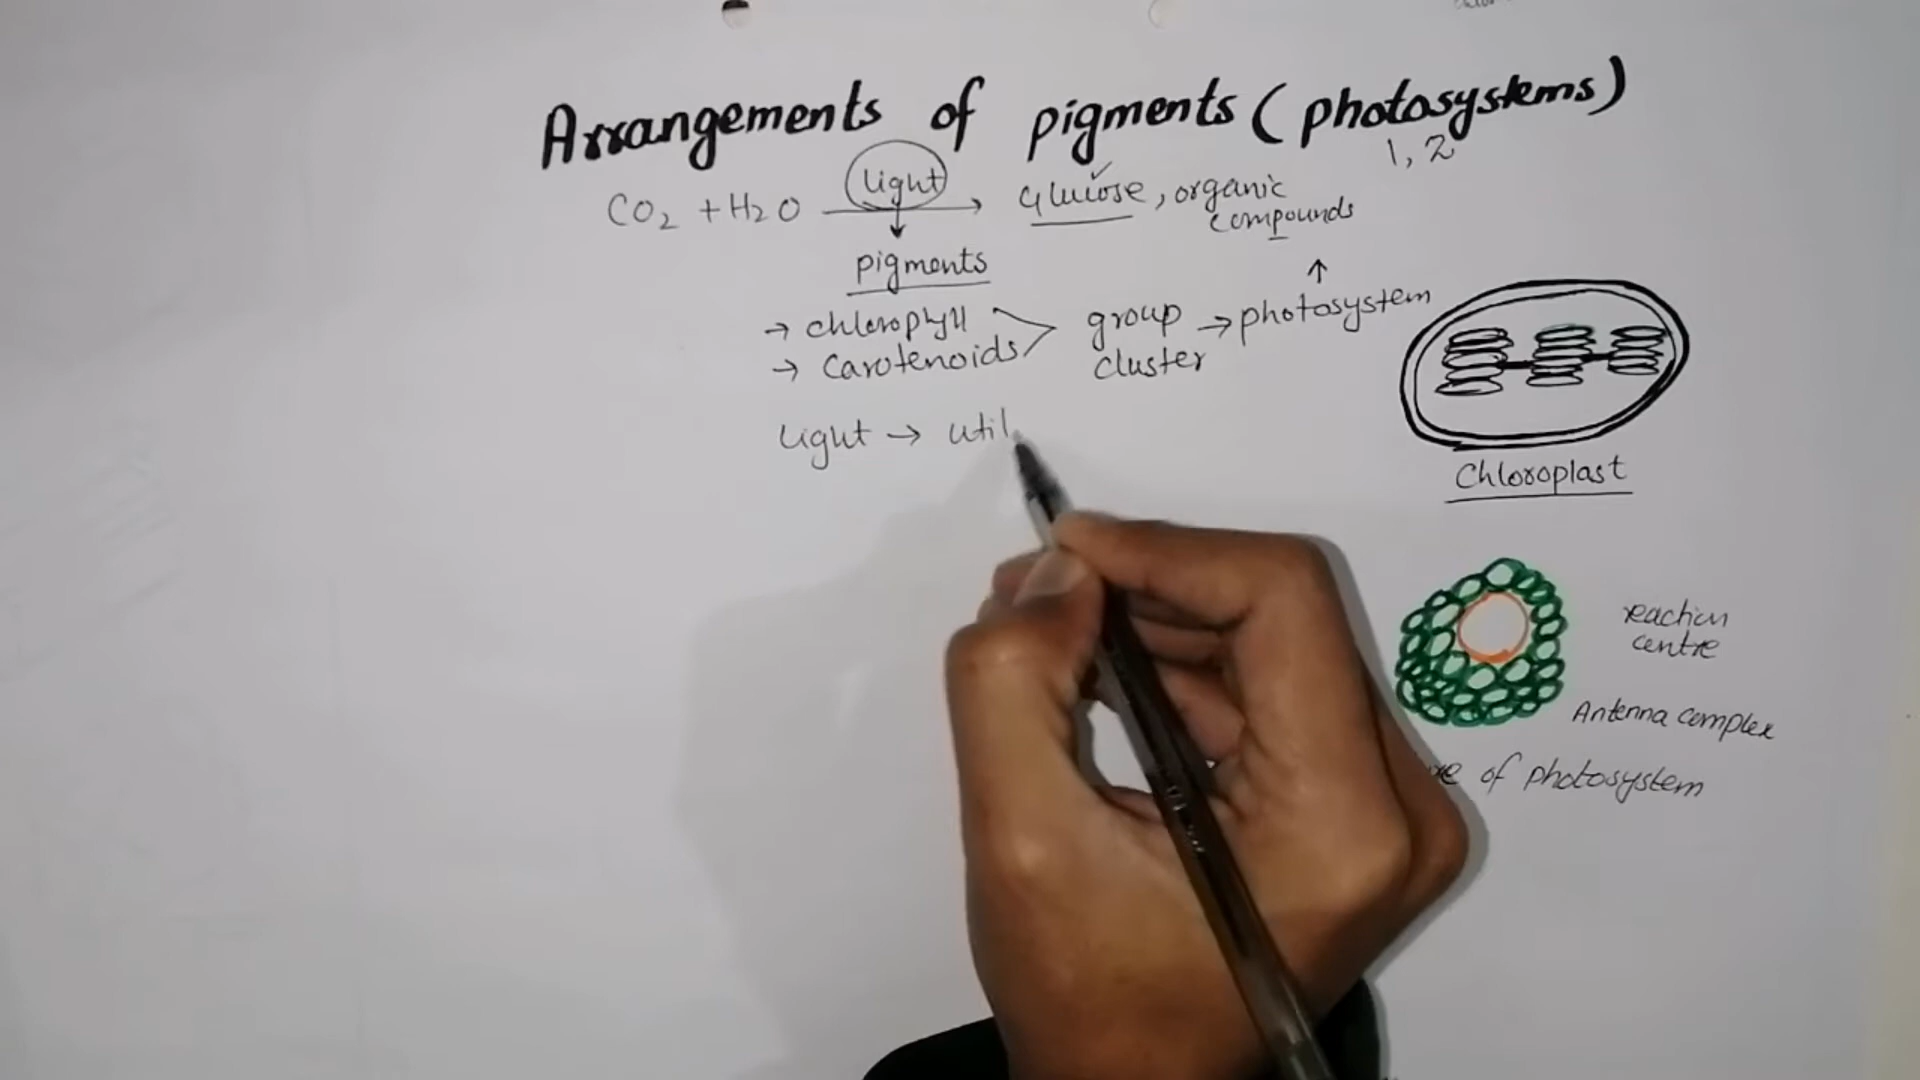 Arrangements of pigments (photosystems)
1, 2
CO2 + H2O light → Glucose, organic
compounds
pigments
→ chlorophyll
→ carotenoids
group → photosystem
cluster
light → util
Chloroplast
reaction
centre
Antenna complex
of photosystem